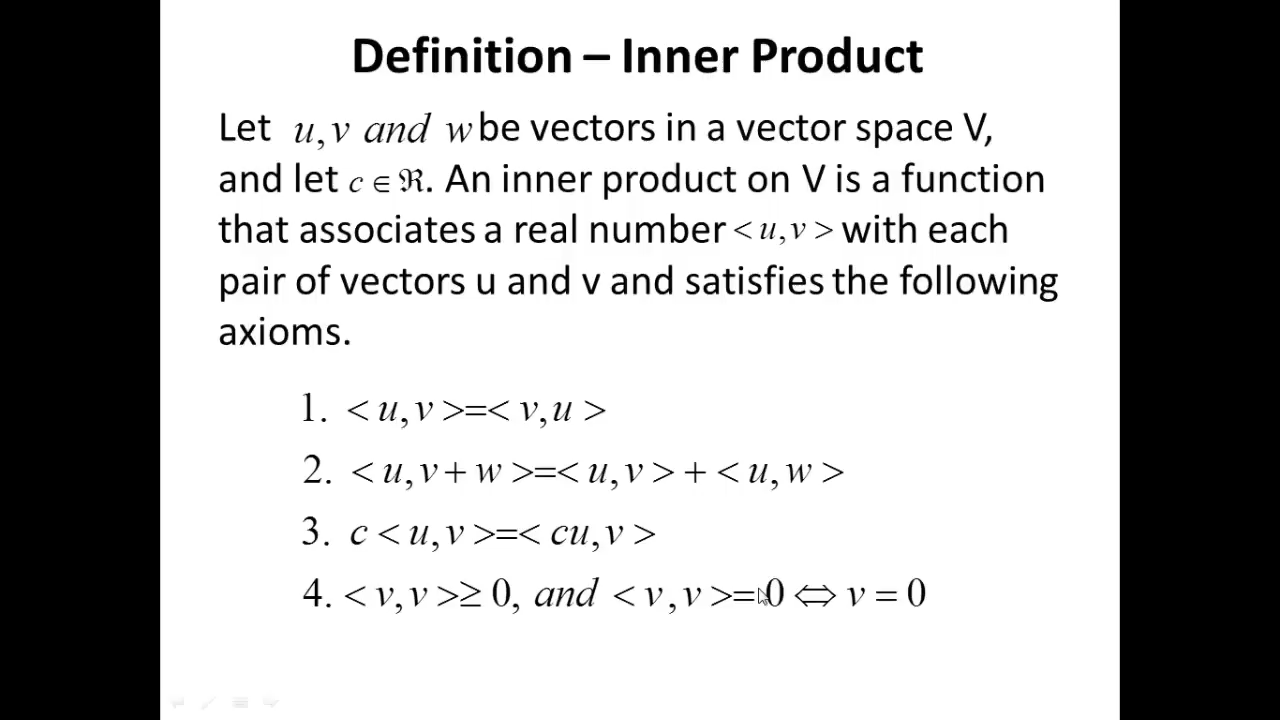 Definition – Inner Product
Let u, v and w be vectors in a vector space V,
and let c ∈ ℜ. An inner product on V is a function
that associates a real number < u, v > with each
pair of vectors u and v and satisfies the following
axioms.
1. < u, v >=< v, u >
2. < u, v + w >=< u, v > + < u, w >
3. c < u, v >=< cu, v >
4. < v, v >≥ 0, and < v, v >= 0 ⇔ v = 0